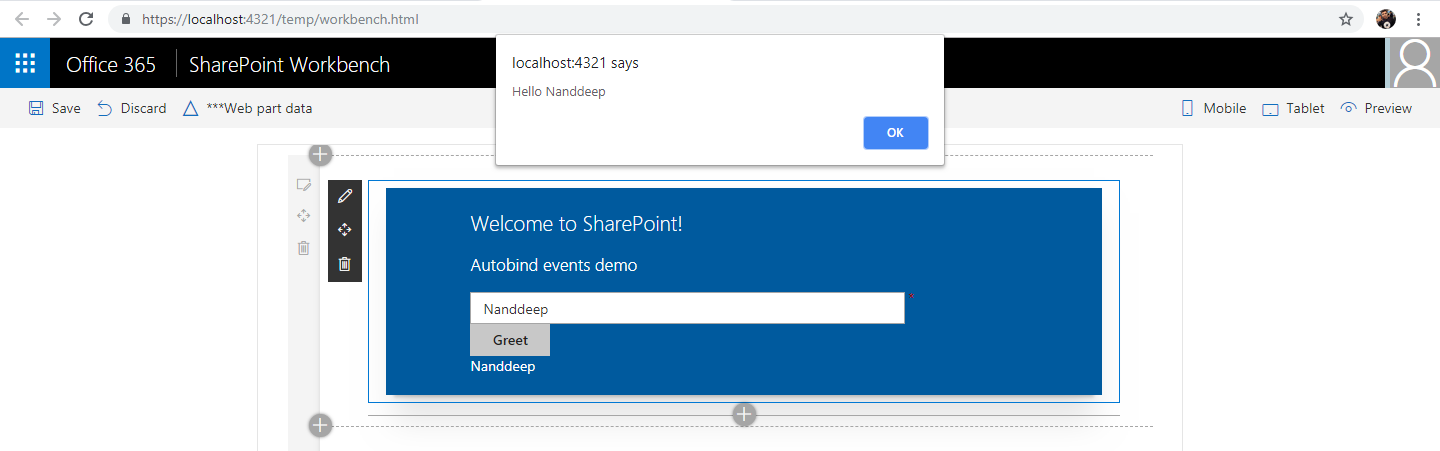 https://localhost:4321/temp/workbench.html
localhost:4321 says
Hello Nanddeep
OK
Office 365 SharePoint Workbench
Save Discard ***Web part data Mobile Tablet Preview
Welcome to SharePoint!
Autobind events demo
Nanddeep *
Greet
Nanddeep